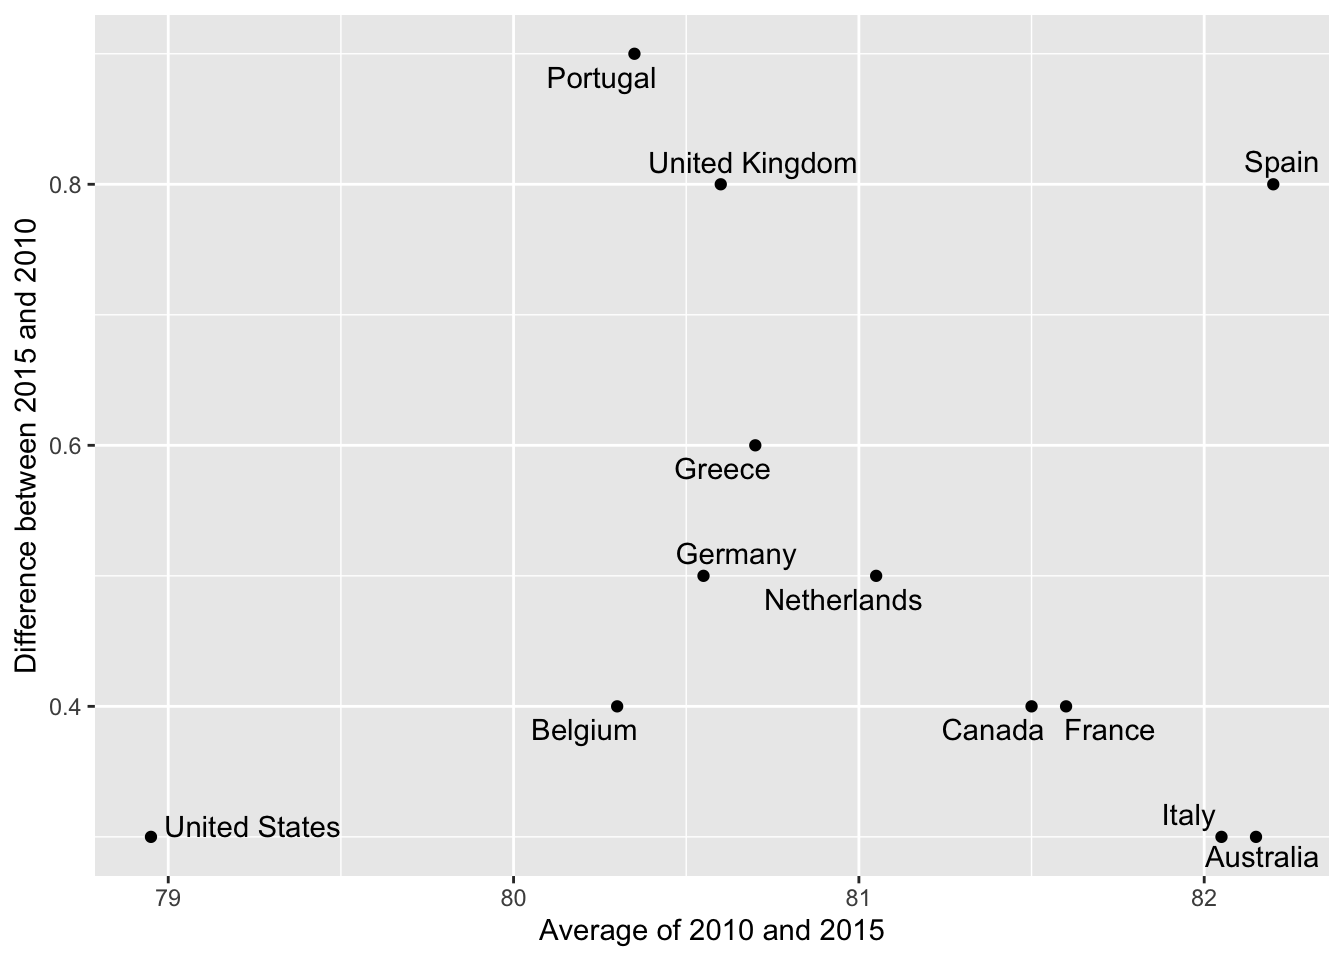 Portugal
United Kingdom
Spain
0.8
Difference between 2015 and 2010
0.6
Greece
Germany
Netherlands
0.4
Belgium
Canada
France
United States
Italy
Australia
79
80
81
82
Average of 2010 and 2015